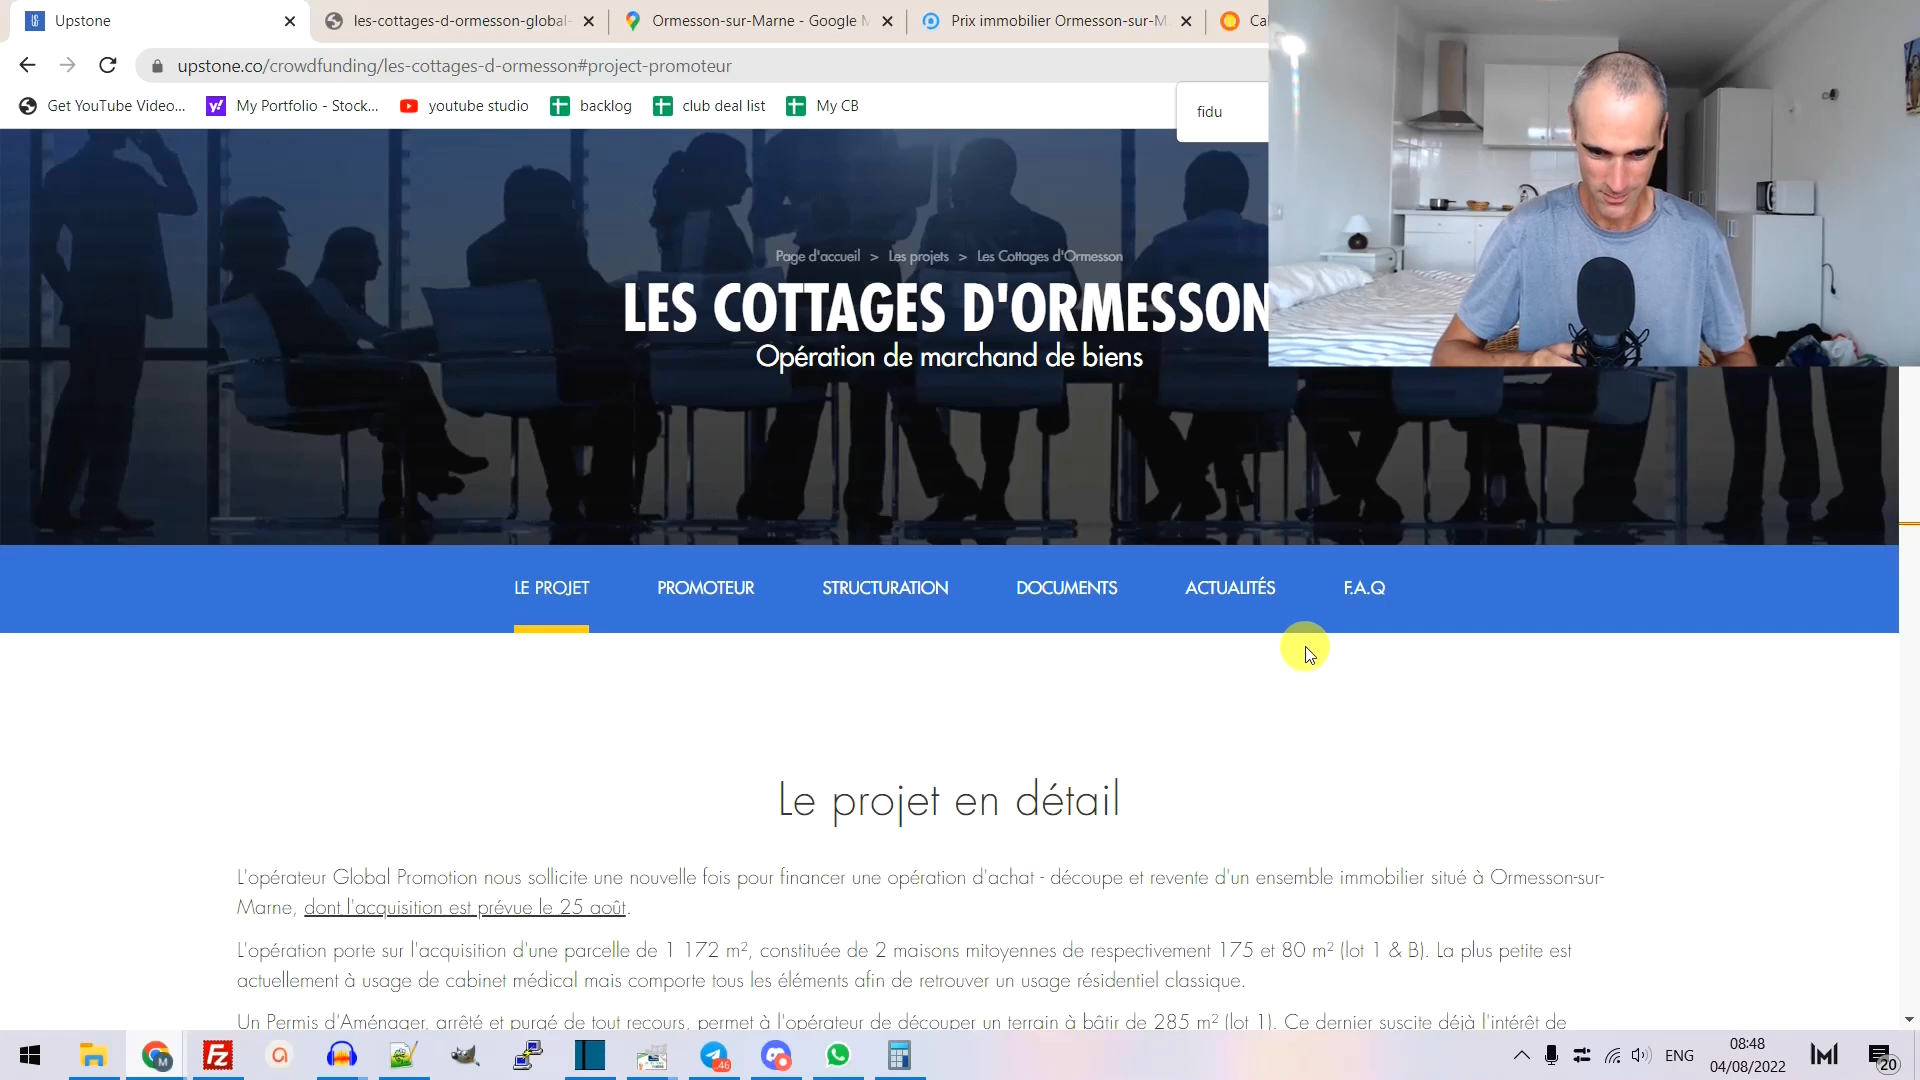 Upstone
les-cottages-d-ormesson-global-
Ormesson-sur-Marne - Google M
Prix immobilier Ormesson-sur-M
Cal
upstone.co/crowdfunding/les-cottages-d-ormesson#project-promoteur
Get YouTube Video...
My Portfolio - Stock...
youtube studio
backlog
club deal list
My CB
fidu
Page d'accueil > Les projets > Les Cottages d'Ormesson
LES COTTAGES D'ORMESSON
Opération de marchand de biens
LE PROJET
PROMOTEUR
STRUCTURATION
DOCUMENTS
ACTUALITÉS
F.A.Q
Le projet en détail
L'opérateur Global Promotion nous sollicite une nouvelle fois pour financer une opération d'achat - découpe et revente d'un ensemble immobilier situé à Ormesson-sur-
Marne, dont l'acquisition est prévue le 25 août.
L'opération porte sur l'acquisition d'une parcelle de 1 172 m², constituée de 2 maisons mitoyennes de respectivement 175 et 80 m² (lot 1 & B). La plus petite est
actuellement à usage de cabinet médical mais comporte tous les éléments afin de retrouver un usage résidentiel classique.
Un Permis d'Aménager, arrêté et purgé de tout recours, permet à l'opérateur de découper un terrain à bâtir de 285 m² (lot 1). Ce dernier suscite déjà l'intérêt de
46
ENG
08:48
04/08/2022
20